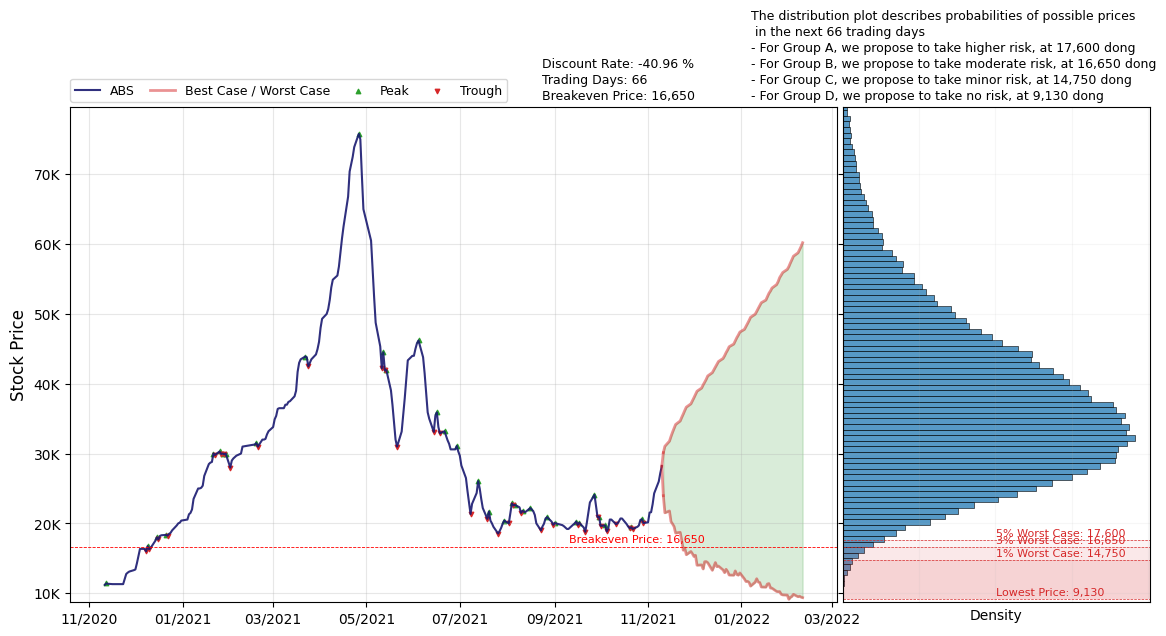 The distribution plot describes probabilities of possible prices
in the next 66 trading days
- For Group A, we propose to take higher risk, at 17,600 dong
- For Group B, we propose to take moderate risk, at 16,650 dong
- For Group C, we propose to take minor risk, at 14,750 dong
- For Group D, we propose to take no risk, at 9,130 dong
Discount Rate: -40.96 %
Trading Days: 66
Breakeven Price: 16,650
ABS
Best Case / Worst Case
Peak
Trough
Stock Price
70K
60K
50K
40K
30K
20K
10K
Breakeven Price: 16,650
5% Worst Case: 17,600
3% Worst Case: 16,650
1% Worst Case: 14,750
Lowest Price: 9,130
11/2020
01/2021
03/2021
05/2021
07/2021
09/2021
11/2021
01/2022
03/2022
Density